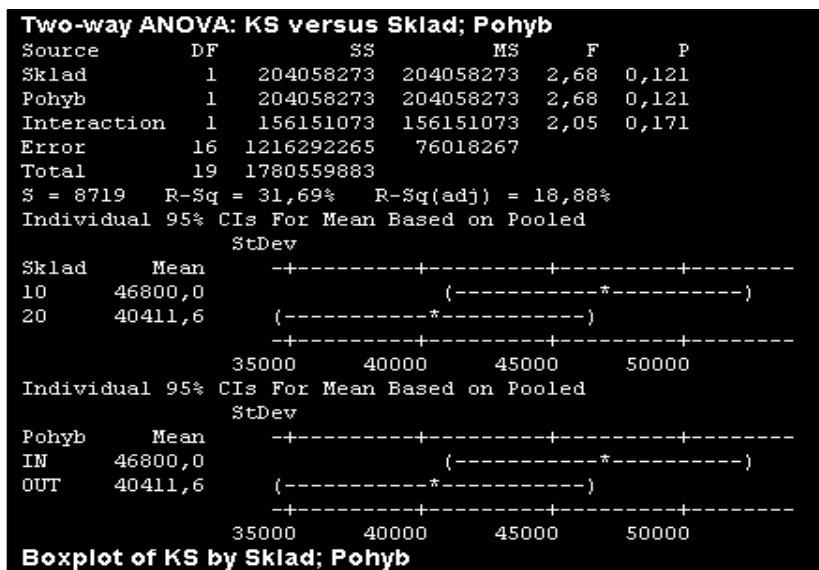 Two-way ANOVA: KS versus Sklad; Pohyb
Source DF SS MS F P
Sklad 1 204058273 204058273 2,68 0,121
Pohyb 1 204058273 204058273 2,68 0,121
Interaction 1 156151073 156151073 2,05 0,171
Error 16 1216292265 76018267
Total 19 1780559883
S = 8719 R-Sq = 31,69% R-Sq(adj) = 18,88%
Individual 95% CIs For Mean Based on Pooled
StDev
Sklad Mean -+---------+---------+---------+--------
10 46800,0 (-----------*----------)
20 40411,6 (-----------*-----------)
-+---------+---------+---------+--------
35000 40000 45000 50000
Individual 95% CIs For Mean Based on Pooled
StDev
Pohyb Mean -+---------+---------+---------+--------
IN 46800,0 (-----------*----------)
OUT 40411,6 (-----------*-----------)
-+---------+---------+---------+--------
35000 40000 45000 50000
Boxplot of KS by Sklad; Pohyb